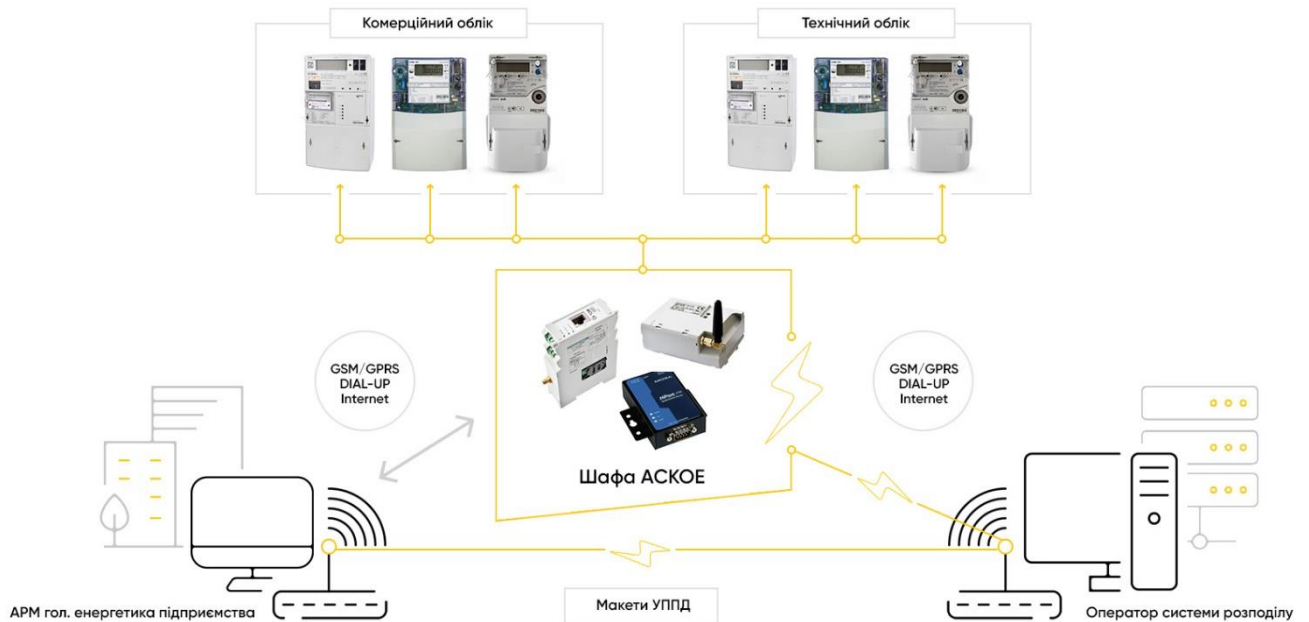 Комерційний облік
Технічний облік
GSM/GPRS
DIAL-UP
Internet
GSM/GPRS
DIAL-UP
Internet
Шафа АСКОЕ
АРМ гол. енергетика підприємства
Макети УППД
Оператор системи розподілу